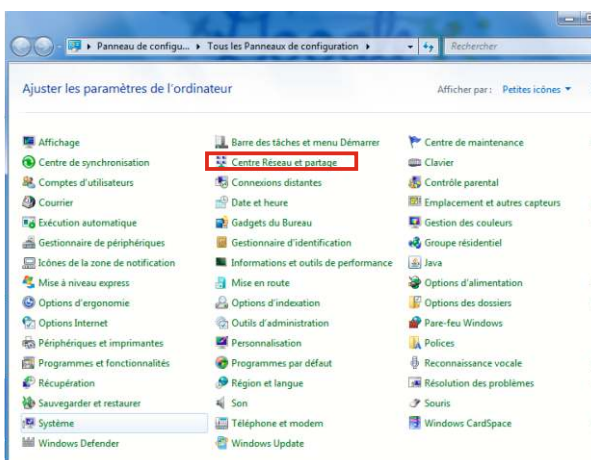 Panneau de configu... Tous les Panneaux de configuration Rechercher
Ajuster les paramètres de l'ordinateur Afficher par : Petites icônes
Affichage Barre des tâches et menu Démarrer Centre de maintenance
Centre de synchronisation Centre Réseau et partage Clavier
Comptes d'utilisateurs Connexions distantes Contrôle parental
Courrier Date et heure Emplacement et autres capteurs
Exécution automatique Gadgets du Bureau Gestion des couleurs
Gestionnaire de périphériques Gestionnaire d'identification Groupe résidentiel
Icônes de la zone de notification Informations et outils de performance Java
Mise à niveau express Mise en route Options d'alimentation
Options d'ergonomie Options d'indexation Options des dossiers
Options Internet Outils d'administration Pare-feu Windows
Périphériques et imprimantes Personnalisation Polices
Programmes et fonctionnalités Programmes par défaut Reconnaissance vocale
Récupération Région et langue Résolution des problèmes
Sauvegarder et restaurer Son Souris
Système Téléphone et modem Windows CardSpace
Windows Defender Windows Update